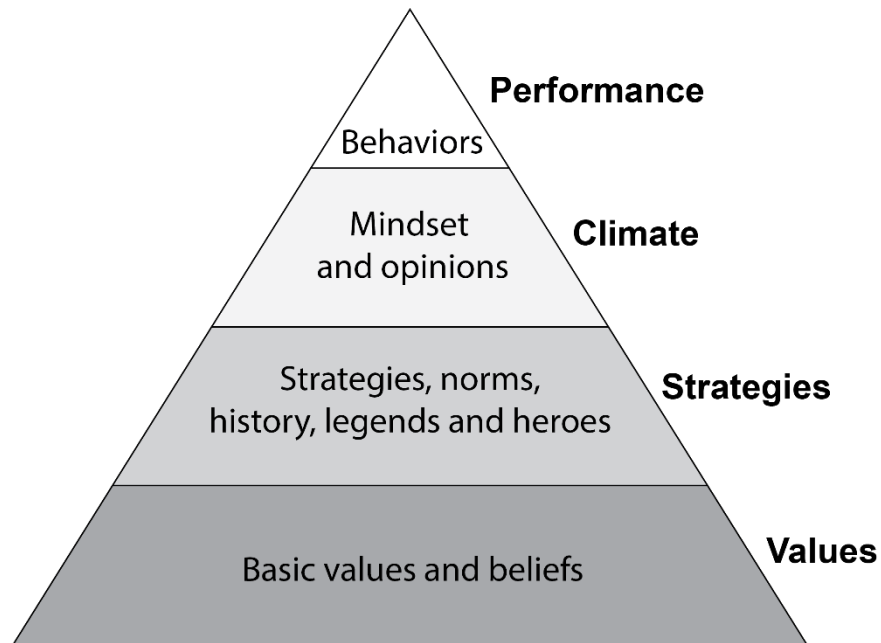 Performance
Behaviors
Mindset
and opinions
Climate
Strategies, norms,
history, legends and heroes
Strategies
Basic values and beliefs
Values